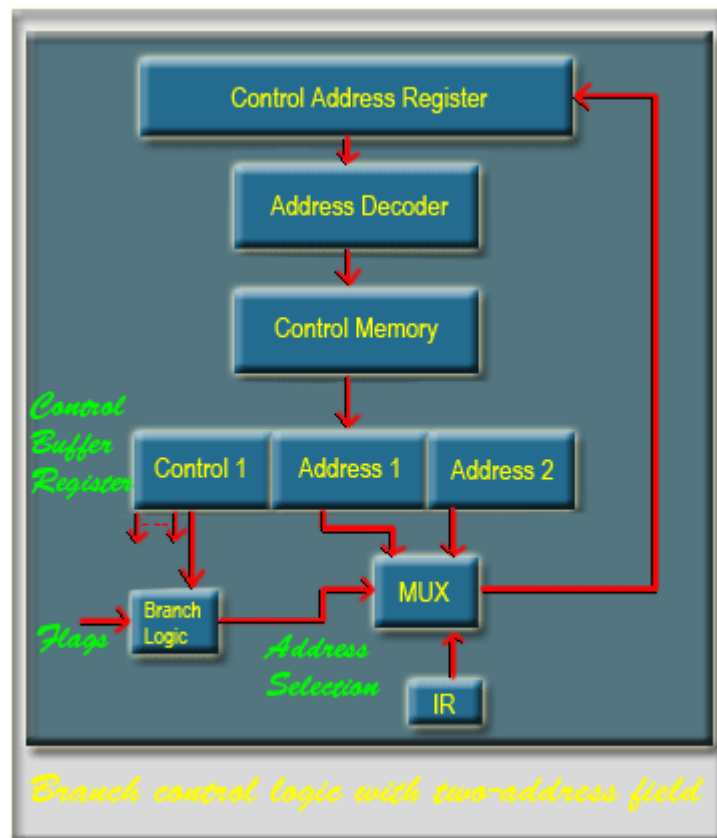 Control Address Register
Address Decoder
Control Memory
Control
Buffer
Register
Control 1
Address 1
Address 2
MUX
Branch
Logic
Flags
Address
Selection
IR
Branch control logic with two-address field